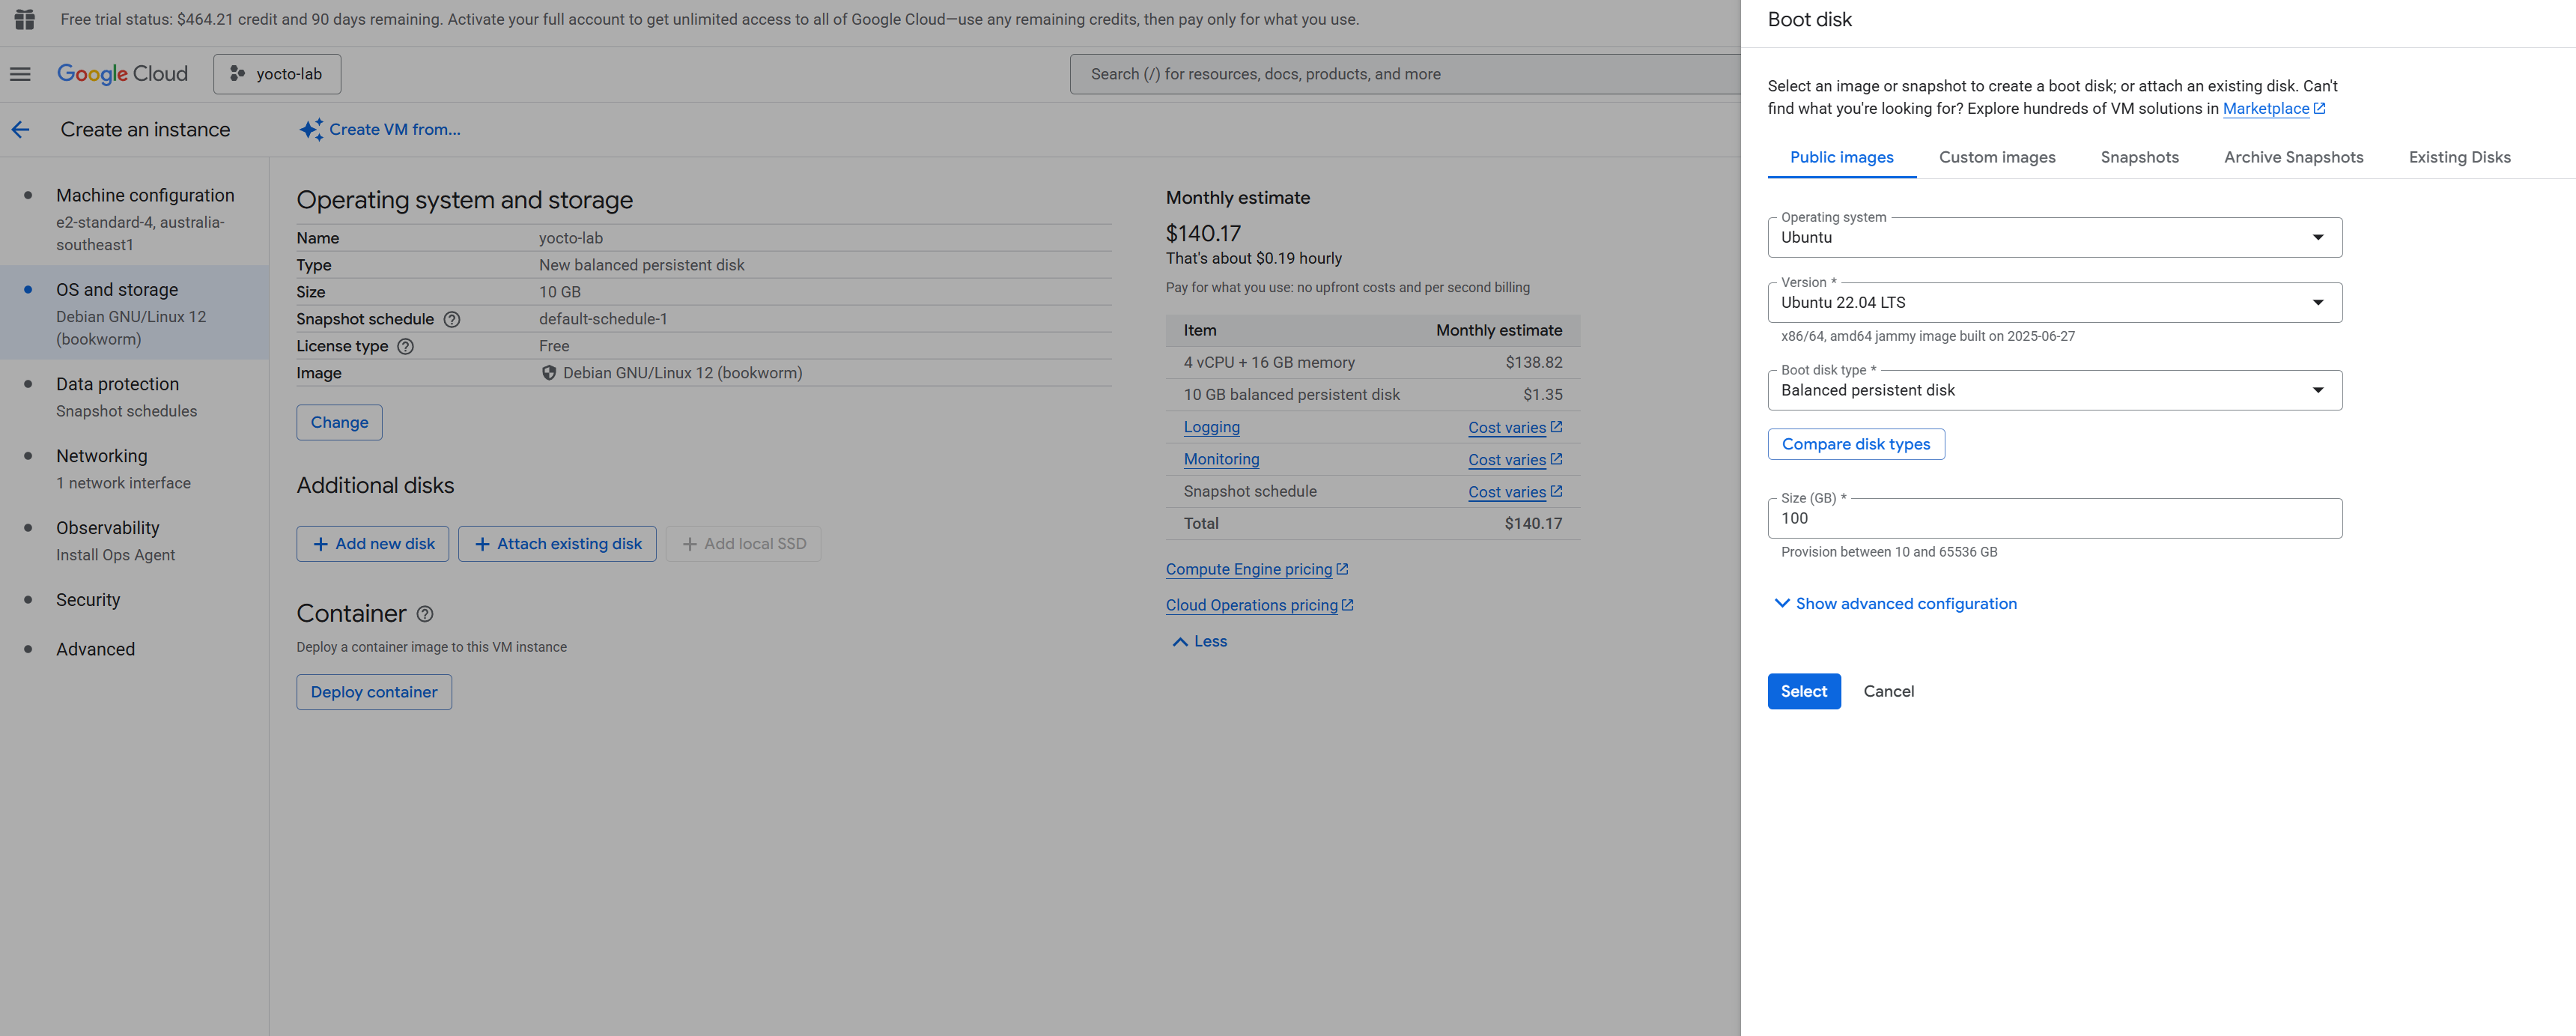 Free trial status: $464.21 credit and 90 days remaining. Activate your full account to get unlimited access to all of Google Cloud—use any remaining credits, then pay only for what you use.
Google Cloud
yocto-lab
Search (/) for resources, docs, products, and more
Create an instance
Create VM from...
Machine configuration
e2-standard-4, australia-
southeast1
OS and storage
Debian GNU/Linux 12
(bookworm)
Data protection
Snapshot schedules
Networking
1 network interface
Observability
Install Ops Agent
Security
Advanced
Operating system and storage
Name yocto-lab
Type New balanced persistent disk
Size 10 GB
Snapshot schedule default-schedule-1
License type Free
Image Debian GNU/Linux 12 (bookworm)
Change
Additional disks
Add new disk
Attach existing disk
Add local SSD
Container
Deploy a container image to this VM instance
Deploy container
Monthly estimate
$140.17
That's about $0.19 hourly
Pay for what you use: no upfront costs and per second billing
Item Monthly estimate
4 vCPU + 16 GB memory $138.82
10 GB balanced persistent disk $1.35
Logging Cost varies
Monitoring Cost varies
Snapshot schedule Cost varies
Total $140.17
Compute Engine pricing
Cloud Operations pricing
Less
Boot disk
Select an image or snapshot to create a boot disk; or attach an existing disk. Can't
find what you're looking for? Explore hundreds of VM solutions in Marketplace
Public images
Custom images
Snapshots
Archive Snapshots
Existing Disks
Operating system
Ubuntu
Version *
Ubuntu 22.04 LTS
x86/64, amd64 jammy image built on 2025-06-27
Boot disk type *
Balanced persistent disk
Compare disk types
Size (GB) *
100
Provision between 10 and 65536 GB
Show advanced configuration
Select
Cancel